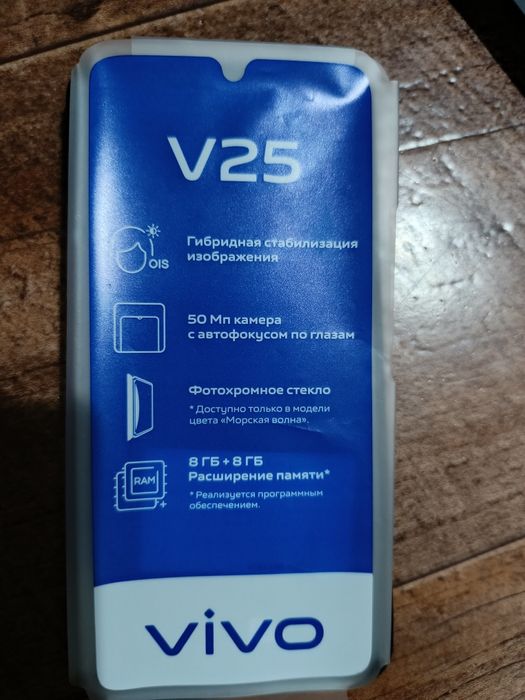 V25
OIS
Гибридная стабилизация
изображения
50 Мп камера
с автофокусом по глазам
Фотохромное стекло
* Доступно только в модели
цвета «Морская волна».
RAM
8 ГБ + 8 ГБ
Расширение памяти*
* Реализуется программным
обеспечением.
vivo